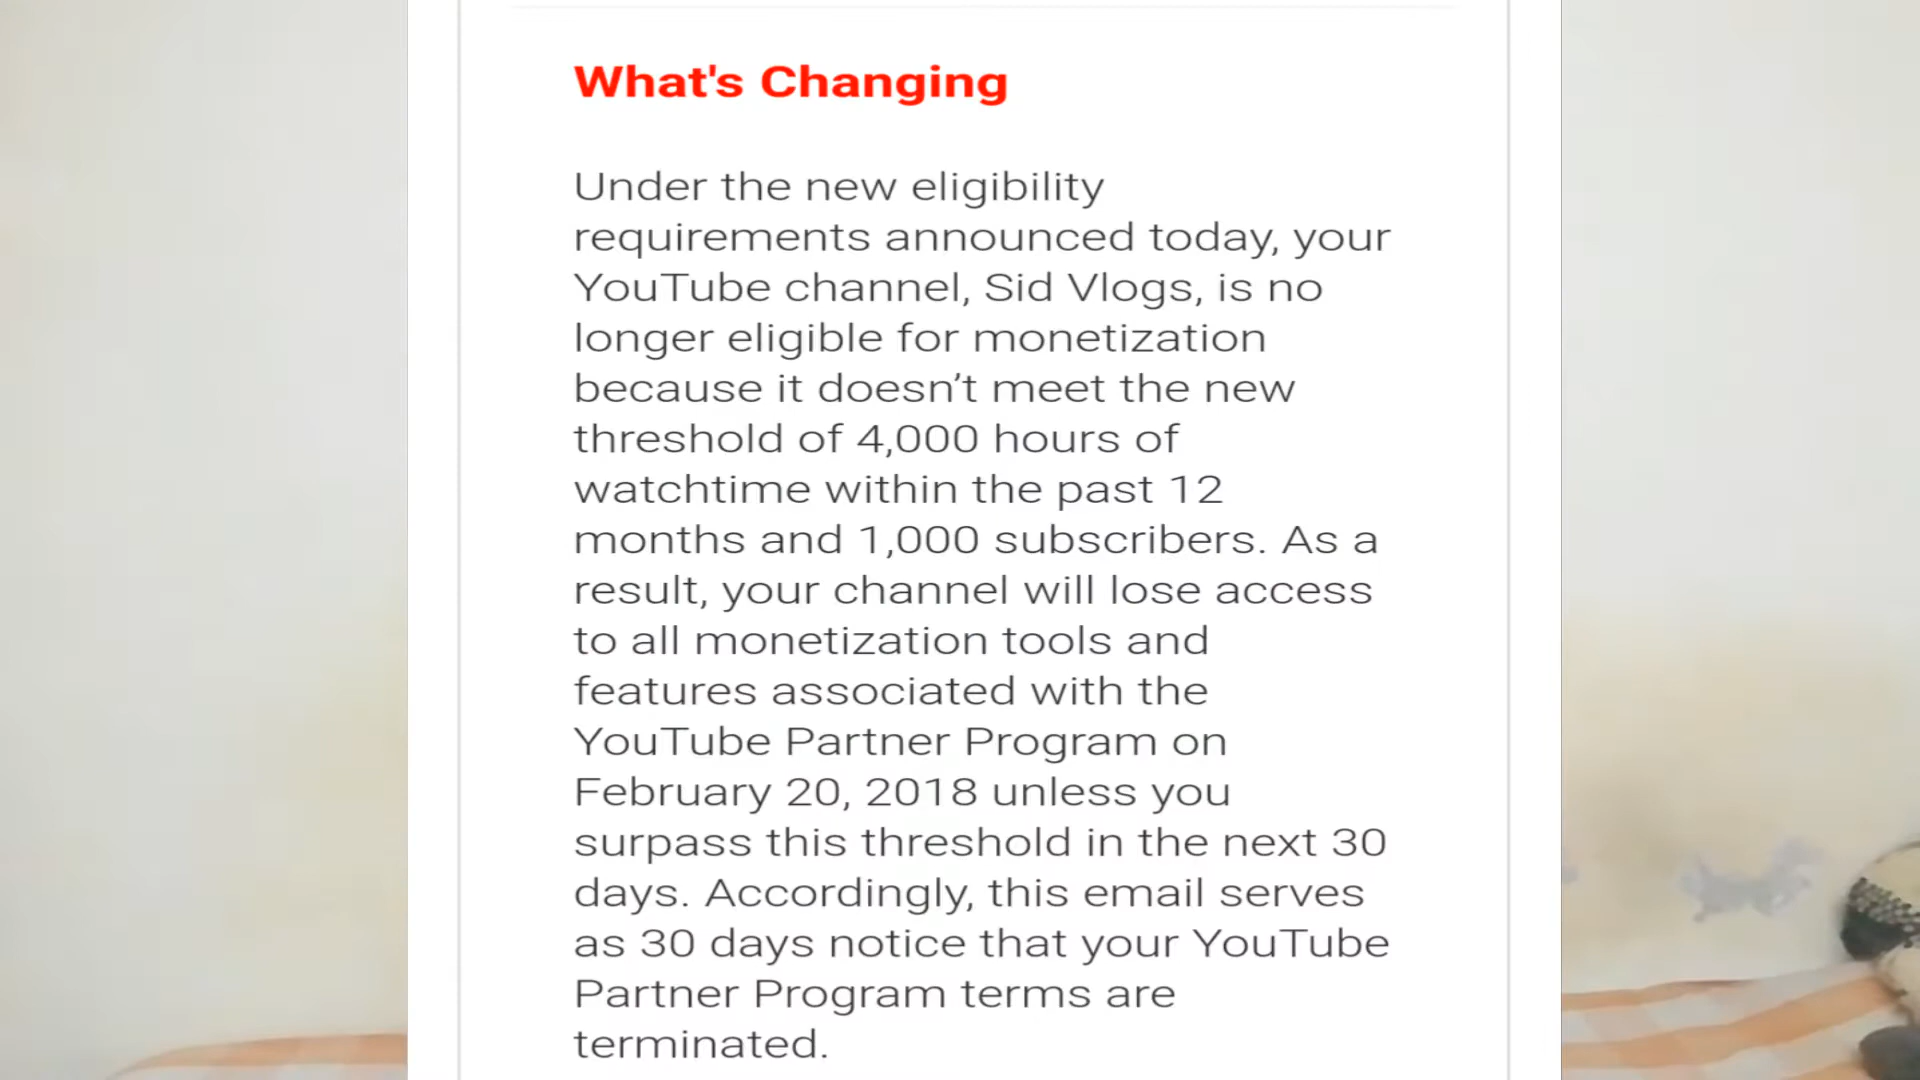 What's Changing
Under the new eligibility
requirements announced today, your
YouTube channel, Sid Vlogs, is no
longer eligible for monetization
because it doesn’t meet the new
threshold of 4,000 hours of
watchtime within the past 12
months and 1,000 subscribers. As a
result, your channel will lose access
to all monetization tools and
features associated with the
YouTube Partner Program on
February 20, 2018 unless you
surpass this threshold in the next 30
days. Accordingly, this email serves
as 30 days notice that your YouTube
Partner Program terms are
terminated.